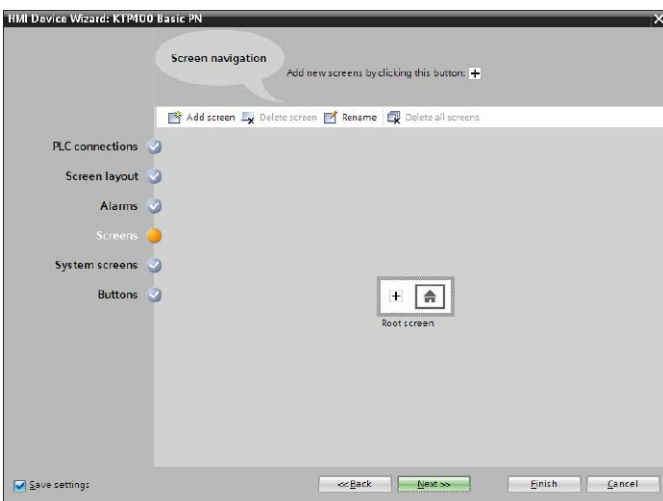 HMI Device Wizard: KTP400 Basic PN
Screen navigation
Add new screens by clicking this button:
Add screen Delete screen Rename Delete all screens
PLC connections
Screen layout
Alarms
Screens
System screens
Buttons
Root screen
Save settings
<<Back Next >> Finish Cancel